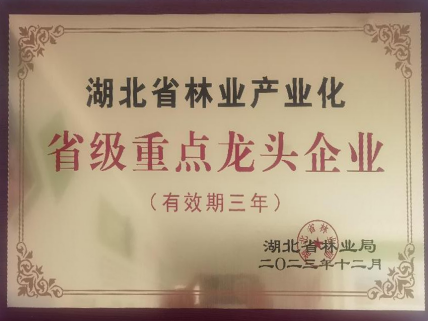 湖北省林业产业化
省级重点龙头企业
（有效期三年）
湖北省林业局
二〇二三年十二月